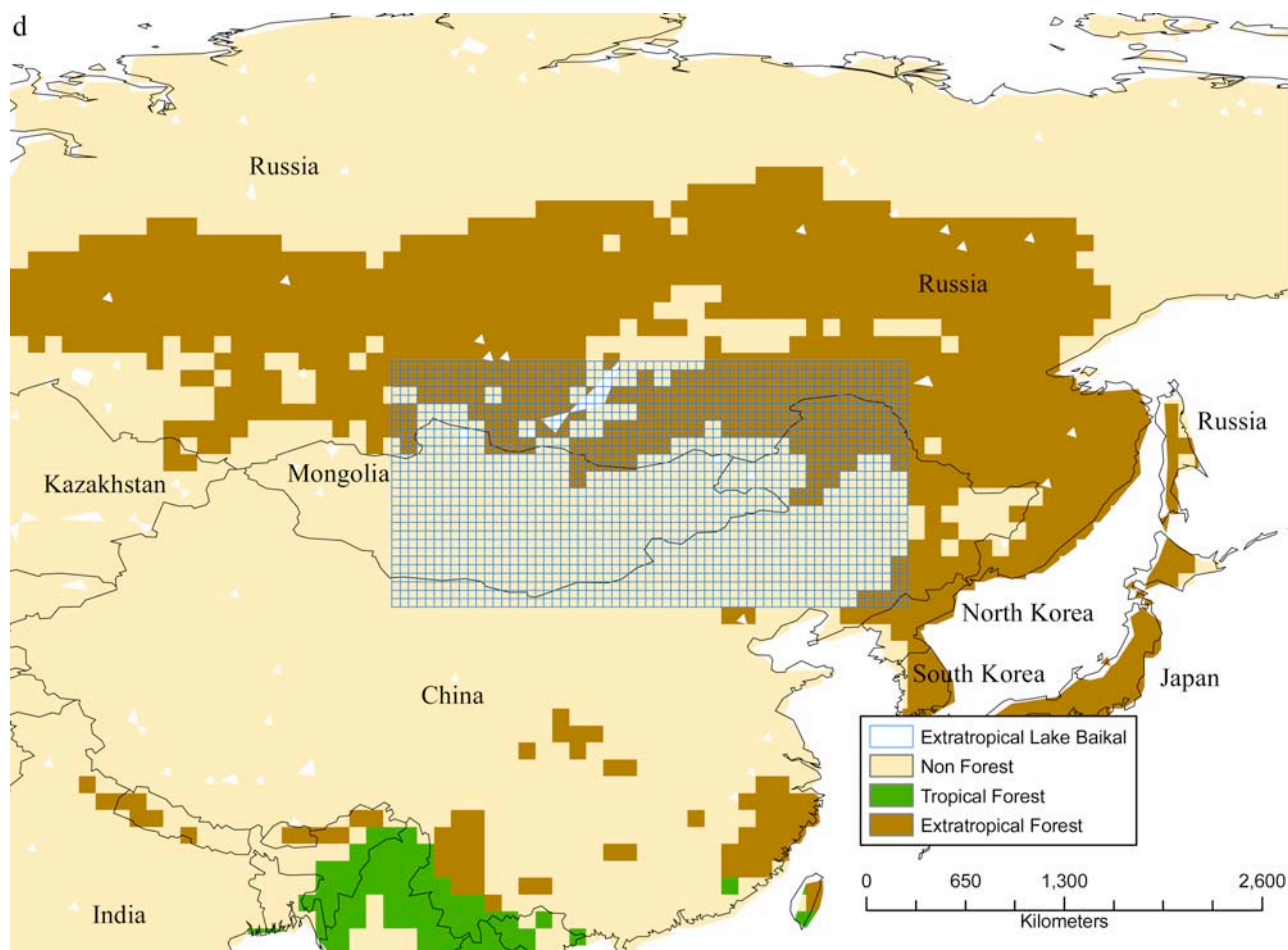 d
Russia
Russia
Russia
Kazakhstan
Mongolia
North Korea
South Korea
Japan
China
India
Extratropical Lake Baikal
Non Forest
Tropical Forest
Extratropical Forest
0 650 1,300 2,600
Kilometers